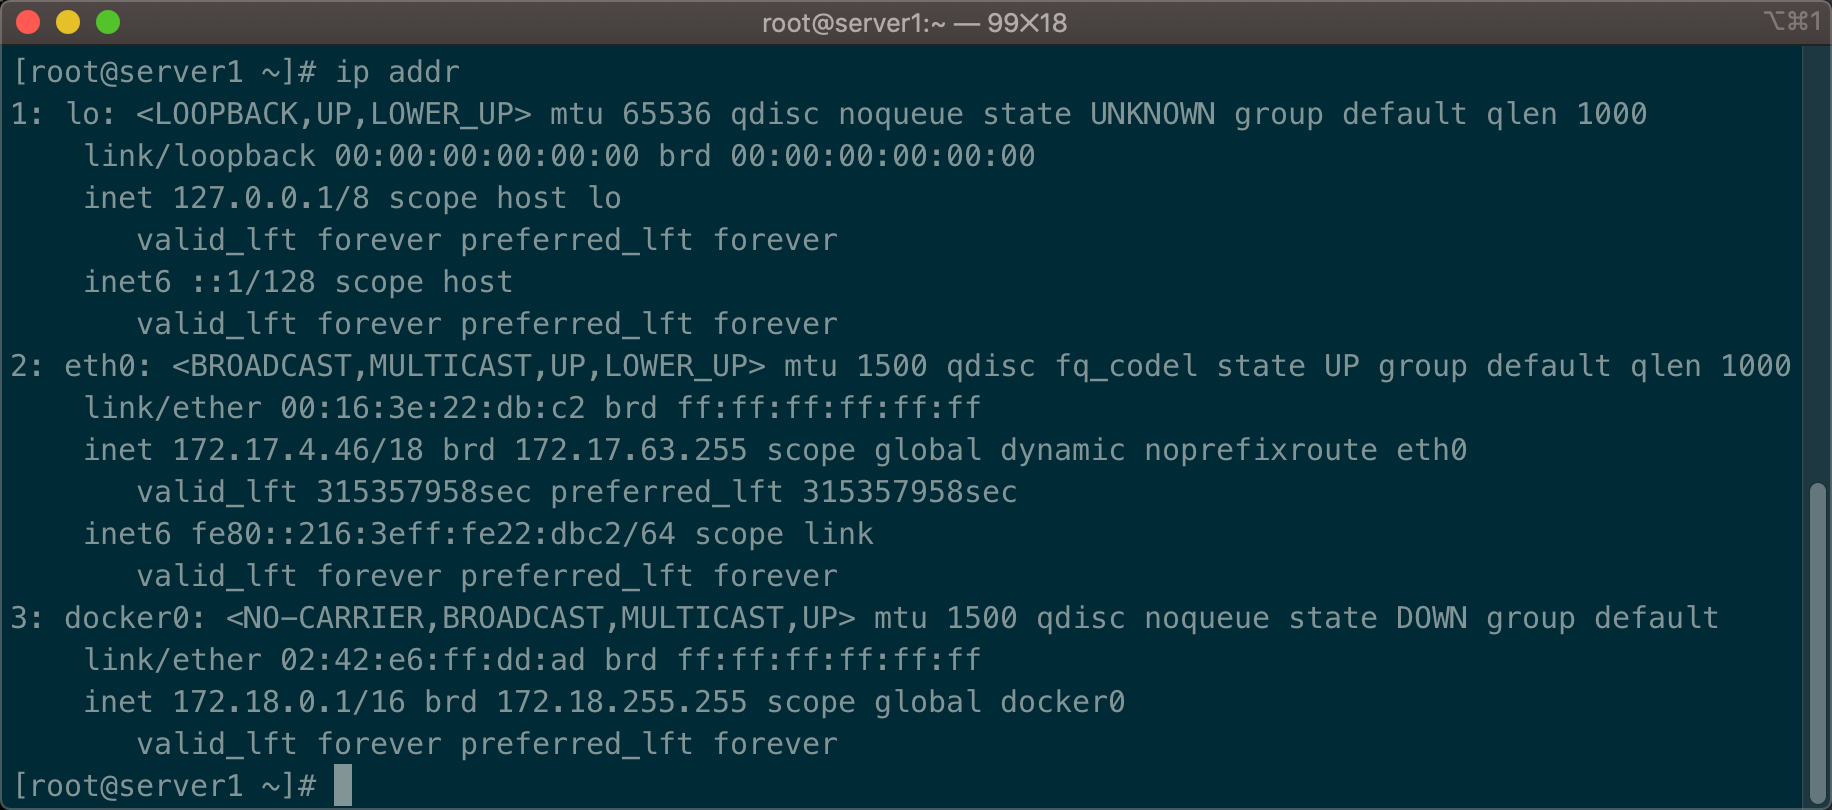 root@server1:~ — 99×18
⌥⌘1
[root@server1 ~]# ip addr
1: lo: <LOOPBACK,UP,LOWER_UP> mtu 65536 qdisc noqueue state UNKNOWN group default qlen 1000
    link/loopback 00:00:00:00:00:00 brd 00:00:00:00:00:00
    inet 127.0.0.1/8 scope host lo
       valid_lft forever preferred_lft forever
    inet6 ::1/128 scope host
       valid_lft forever preferred_lft forever
2: eth0: <BROADCAST,MULTICAST,UP,LOWER_UP> mtu 1500 qdisc fq_codel state UP group default qlen 1000
    link/ether 00:16:3e:22:db:c2 brd ff:ff:ff:ff:ff:ff
    inet 172.17.4.46/18 brd 172.17.63.255 scope global dynamic noprefixroute eth0
       valid_lft 315357958sec preferred_lft 315357958sec
    inet6 fe80::216:3eff:fe22:dbc2/64 scope link
       valid_lft forever preferred_lft forever
3: docker0: <NO-CARRIER,BROADCAST,MULTICAST,UP> mtu 1500 qdisc noqueue state DOWN group default
    link/ether 02:42:e6:ff:dd:ad brd ff:ff:ff:ff:ff:ff
    inet 172.18.0.1/16 brd 172.18.255.255 scope global docker0
       valid_lft forever preferred_lft forever
[root@server1 ~]#